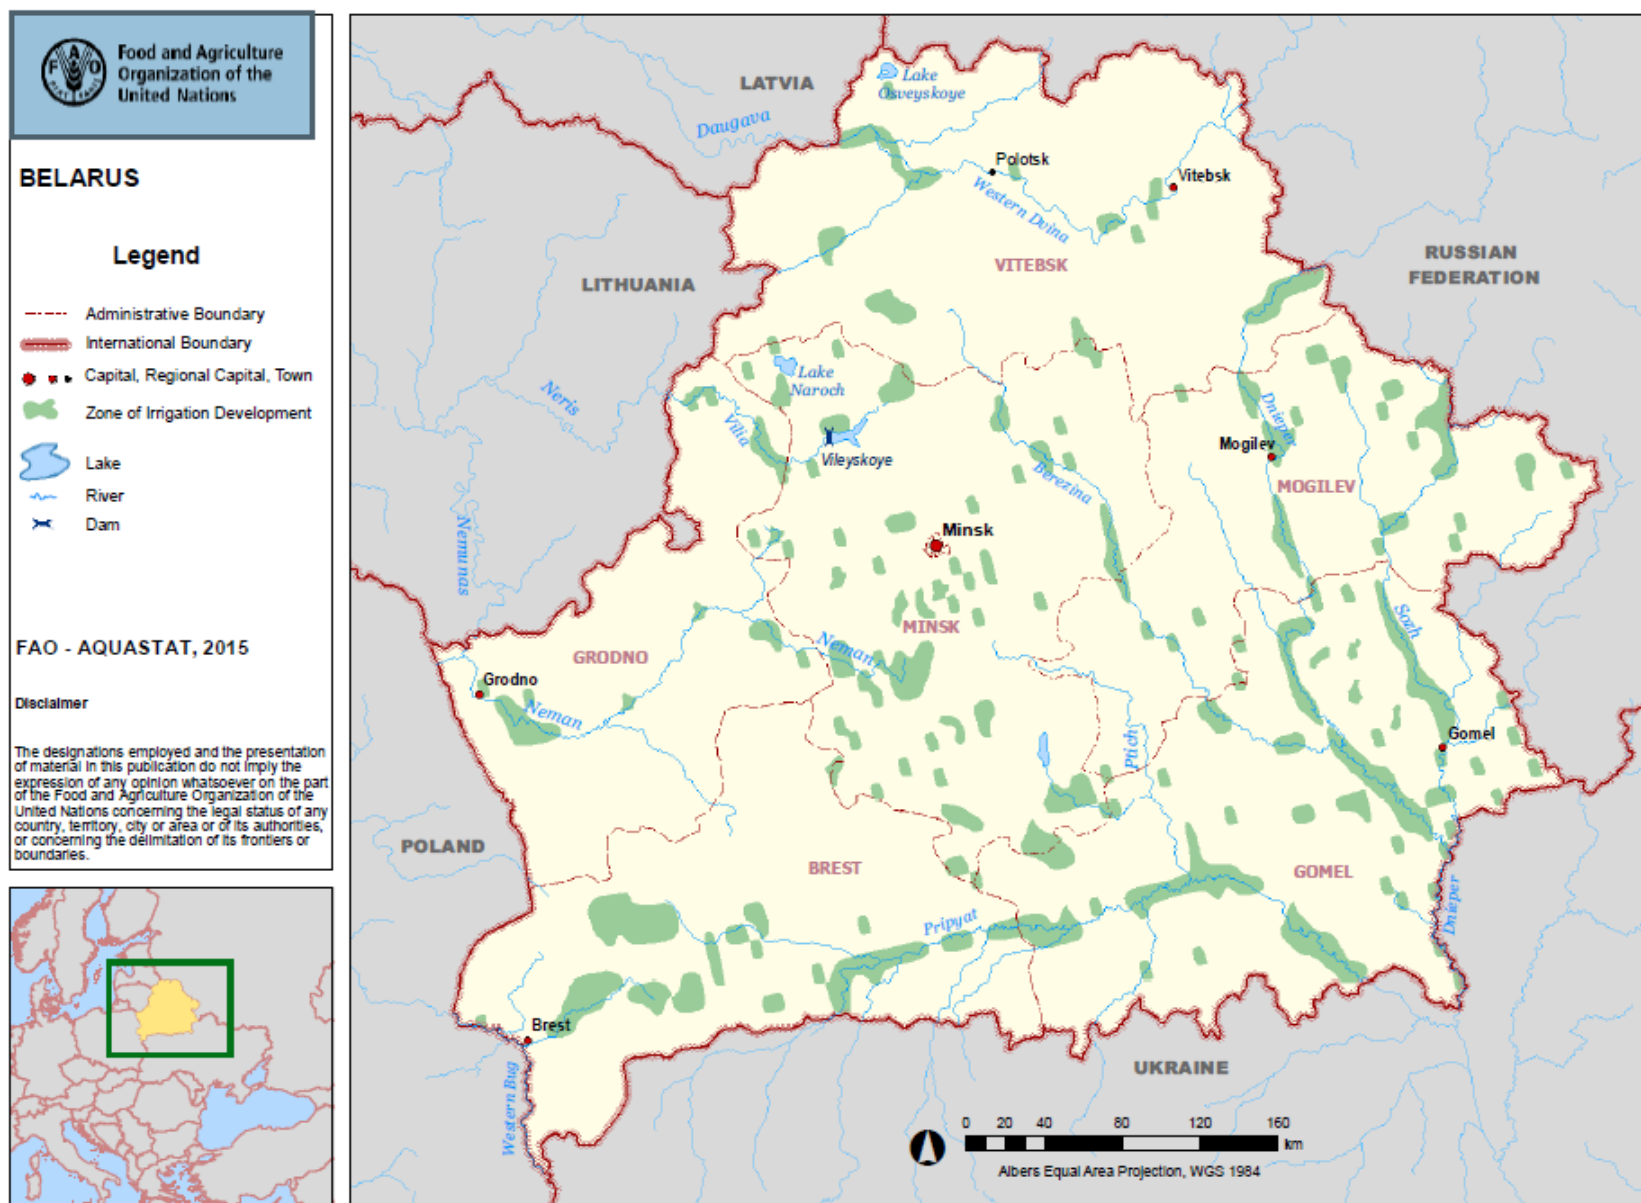 Food and Agriculture
Organization of the
United Nations
BELARUS
Legend
Administrative Boundary
International Boundary
Capital, Regional Capital, Town
Zone of Irrigation Development
Lake
River
Dam
FAO - AQUASTAT, 2015
Disclaimer
The designations employed and the presentation
of material in this publication do not imply the
expression of any opinion whatsoever on the part
of the Food and Agriculture Organization of the
United Nations concerning the legal status of any
country, territory, city or area or of its authorities,
or concerning the delimitation of its frontiers or
boundaries.
LATVIA
Daugava
Lake
Osveyskoye
Polotsk
Vitebsk
Western Dvina
VITEBSK
RUSSIAN
FEDERATION
LITHUANIA
Neris
Nemunas
Lake
Naroch
Vilia
Vileyskoye
Berezina
Dnieper
Mogilev
MOGILEV
Minsk
MINSK
Neman
GRODNO
Grodno
Neman
Sozh
Gomel
Ptich
POLAND
BREST
GOMEL
Pripyat
Dnieper
Brest
Western Bug
UKRAINE
0 20 40 80 120 160
km
Albers Equal Area Projection, WGS 1984